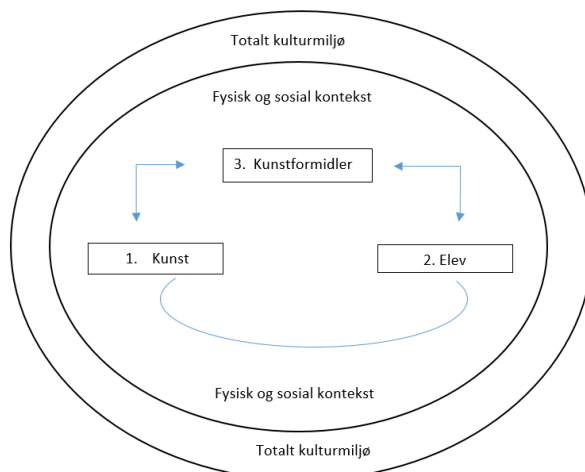 Totalt kulturmiljø
Fysisk og sosial kontekst
3. Kunstformidler
1. Kunst
2. Elev
Fysisk og sosial kontekst
Totalt kulturmiljø